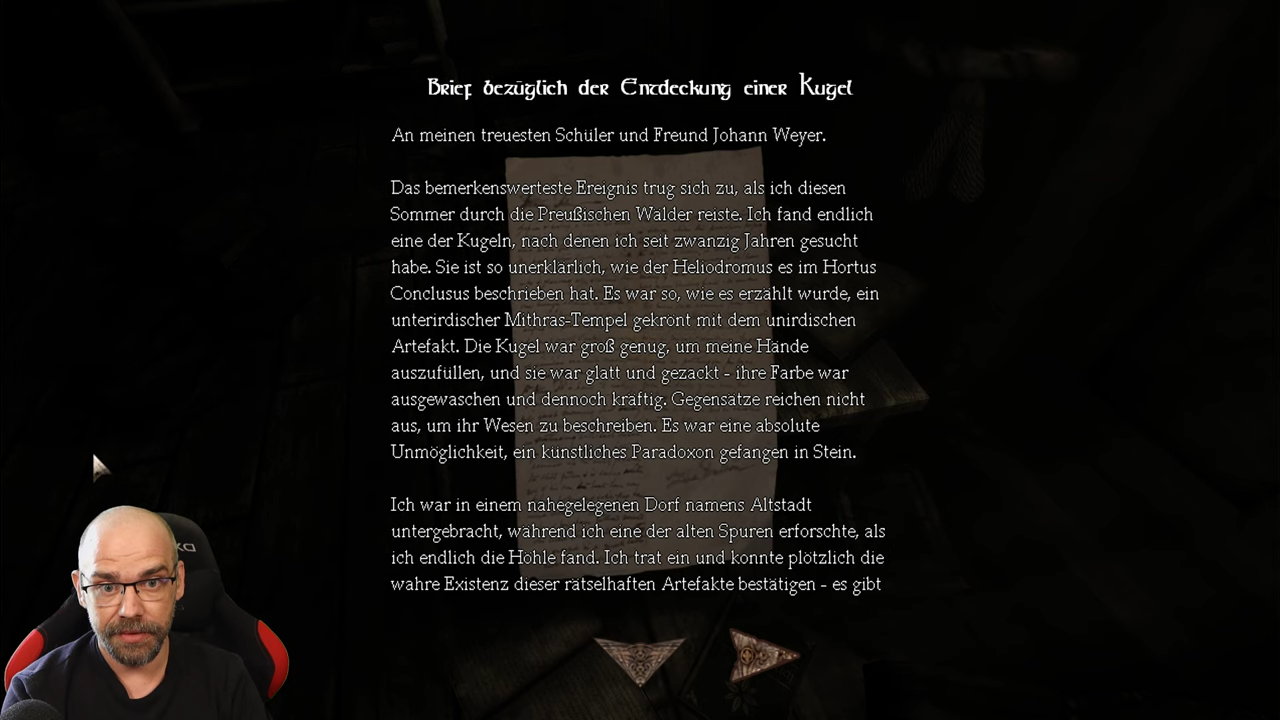 Brief bezüglich der Entdeckung einer Kugel
An meinen treuesten Schüler und Freund Johann Weyer.
Das bemerkenswerteste Ereignis trug sich zu, als ich diesen
Sommer durch die Preußischen Wälder reiste. Ich fand endlich
eine der Kugeln, nach denen ich seit zwanzig Jahren gesucht
habe. Sie ist so unerklärlich, wie der Heliodromus es im Hortus
Conclusus beschrieben hat. Es war so, wie es erzählt wurde, ein
unterirdischer Mithras-Tempel gekrönt mit dem unirdischen
Artefakt. Die Kugel war groß genug, um meine Hände
auszufüllen, und sie war glatt und gezackt - ihre Farbe war
ausgewaschen und dennoch kräftig. Gegensätze reichen nicht
aus, um ihr Wesen zu beschreiben. Es war eine absolute
Unmöglichkeit, ein künstliches Paradoxon gefangen in Stein.
Ich war in einem nahegelegenen Dorf namens Altstadt
untergebracht, während ich eine der alten Spuren erforschte, als
ich endlich die Höhle fand. Ich trat ein und konnte plötzlich die
wahre Existenz dieser rätselhaften Artefakte bestätigen - es gibt